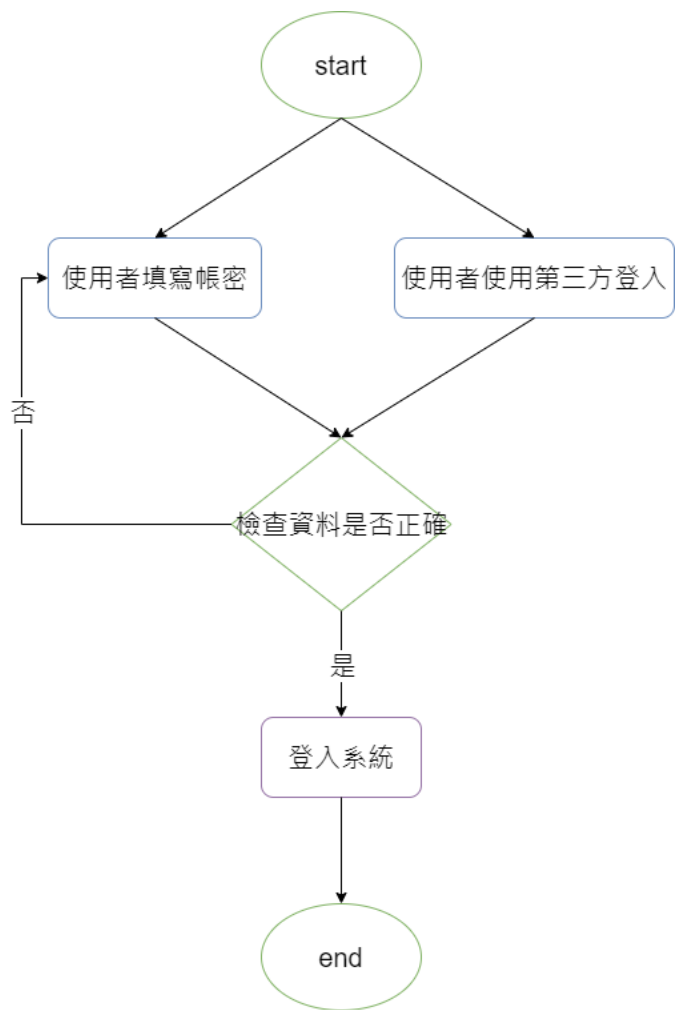 start
使用者填寫帳密
使用者使用第三方登入
否
檢查資料是否正確
是
登入系統
end